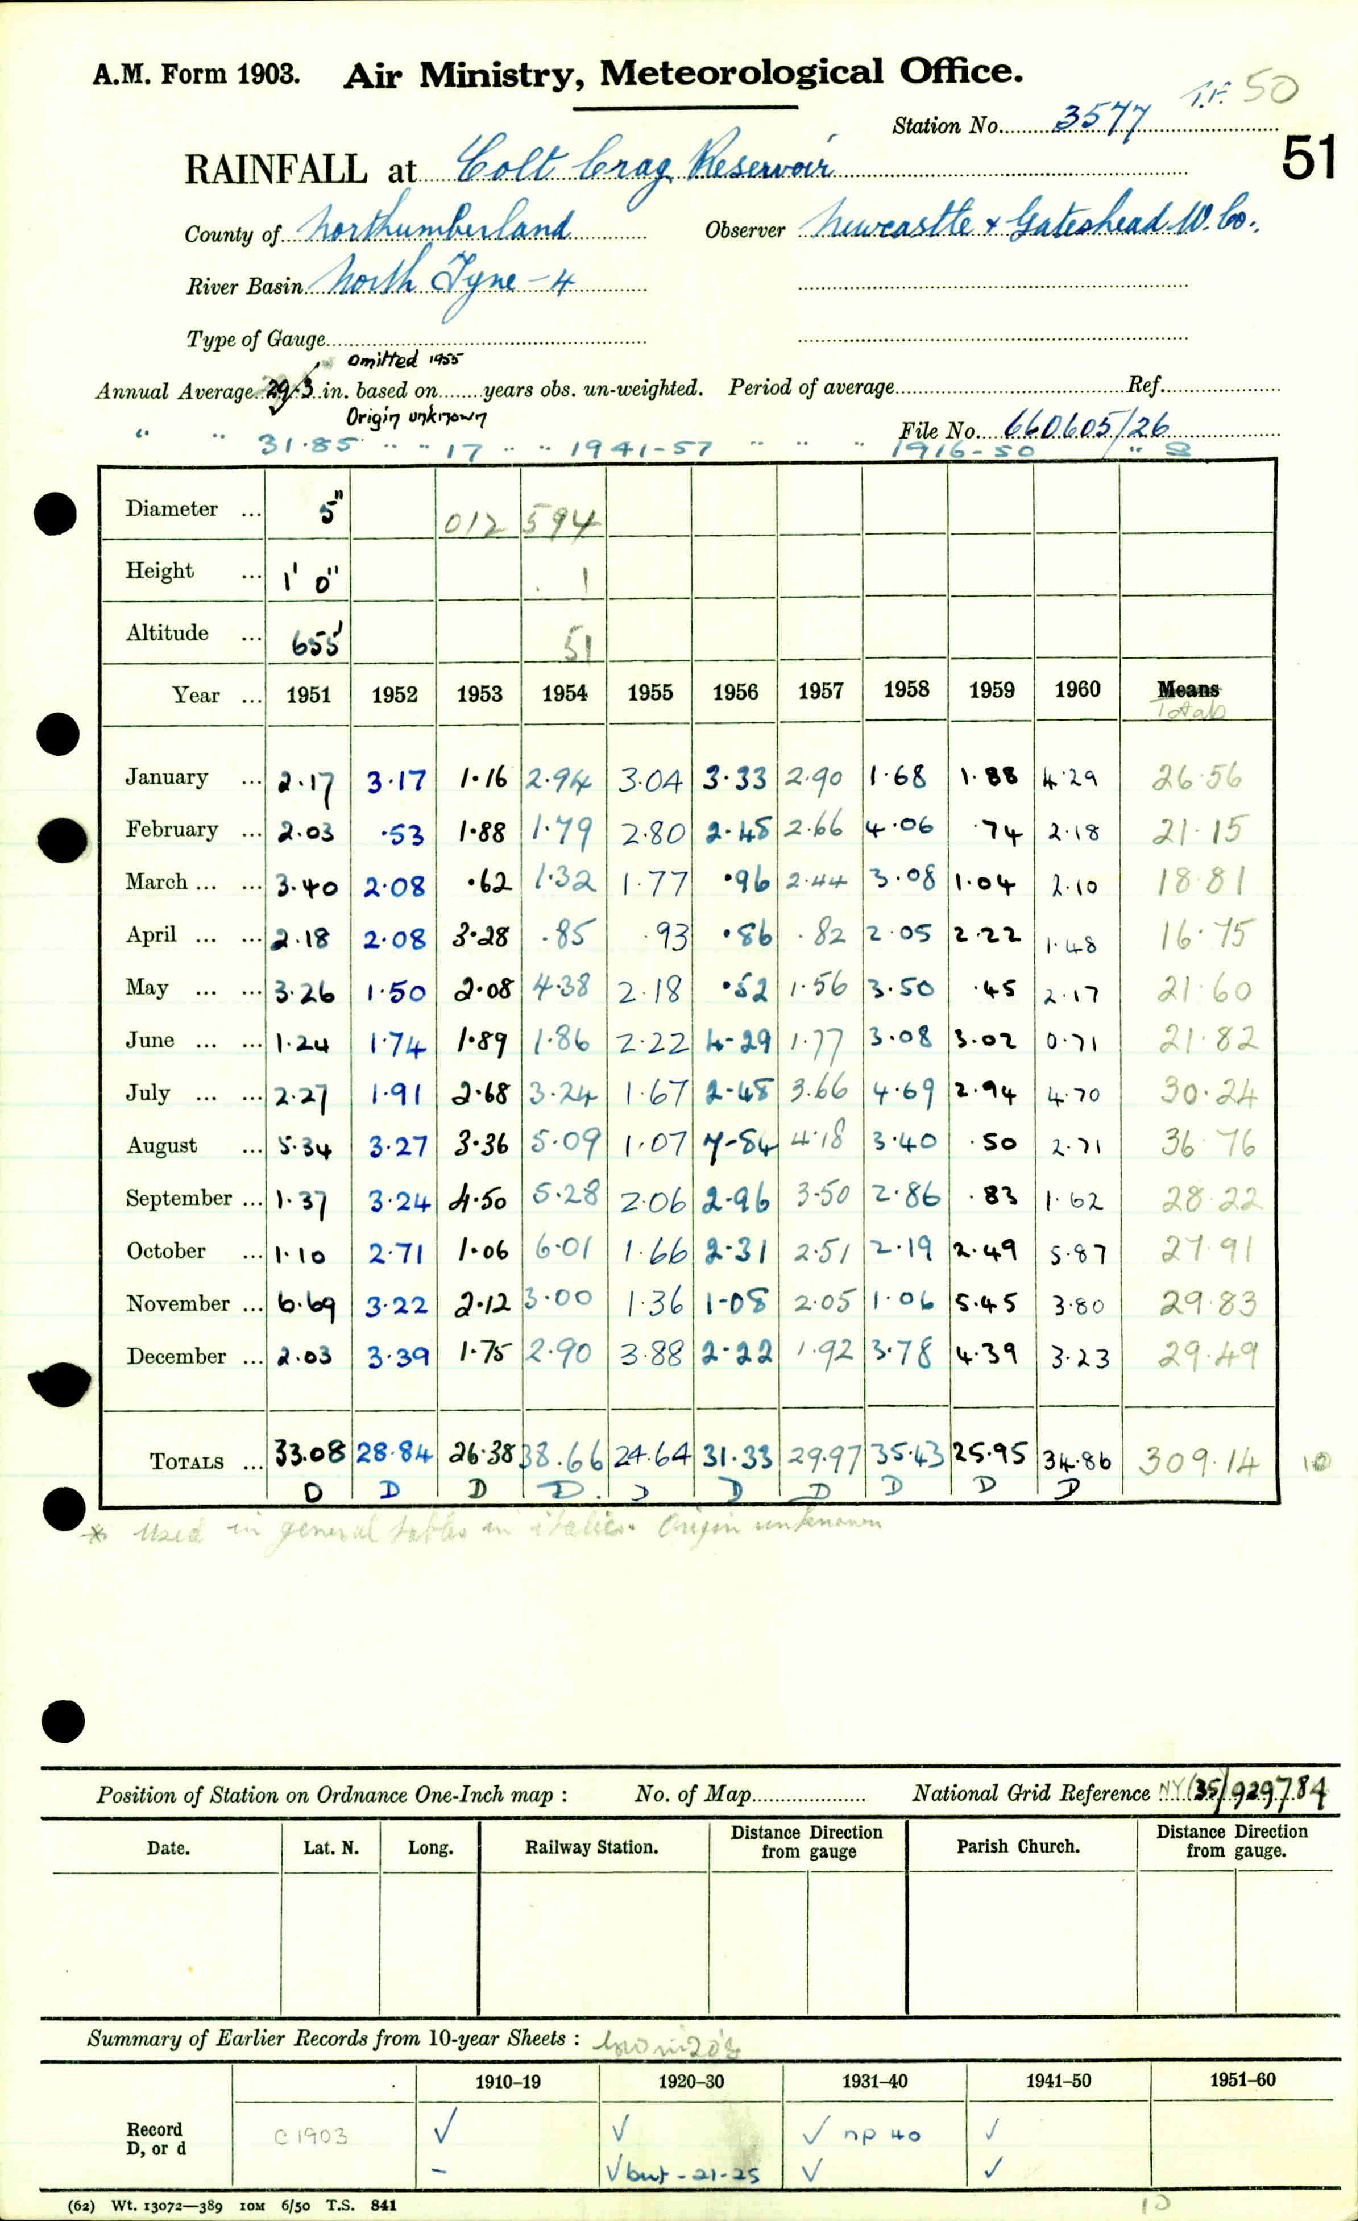 A.M. Form 1903. Air Ministry, Meteorological Office.
50
Station No. 3577
51
RAINFALL at Colt Crag Reservoir
County of Northumberland Observer Newcastle & Gateshead W. Co.
River Basin North Tyne - 4
Type of Gauge
Omitted 1955
Annual Average 29.3 in. based on years obs. un-weighted. Period of average Ref.
Origin unknown
File No. 660605/26
" " 31.85 " " 17 " " 1941-57 " " " 1916-50 " 8
Diameter ... 5" 012 594
Height ... 1' 0" 1
Altitude ... 655' 51
Year ... 1951 1952 1953 1954 1955 1956 1957 1958 1959 1960 Means
Totals
January ... 2.17 3.17 1.16 2.94 3.04 3.33 2.90 1.68 1.88 4.29 26.56
February ... 2.03 .53 1.88 1.79 2.80 2.48 2.66 4.06 .74 2.18 21.15
March ... ... 3.40 2.08 .62 1.32 1.77 .96 2.44 3.08 1.04 2.10 18.81
April ... ... 2.18 2.08 3.28 .85 .93 .86 .82 2.05 2.22 1.48 16.75
May ... ... 3.26 1.50 2.08 4.38 2.18 .52 1.56 3.50 .45 2.17 21.60
June ... ... 1.24 1.74 1.89 1.86 2.22 4.29 1.77 3.08 3.02 0.71 21.82
July ... ... 2.27 1.91 2.68 3.24 1.67 2.48 3.66 4.69 2.94 4.70 30.24
August ... 5.34 3.27 3.36 5.09 1.07 7.84 4.18 3.40 .50 2.71 36.76
September ... 1.37 3.24 4.50 5.28 2.06 2.96 3.50 2.86 .83 1.62 28.22
October ... 1.10 2.71 1.06 6.01 1.66 2.31 2.51 2.19 2.49 5.87 27.91
November ... 6.69 3.22 2.12 3.00 1.36 1.08 2.05 1.06 5.45 3.80 29.83
December ... 2.03 3.39 1.75 2.90 3.88 2.22 1.92 3.78 4.39 3.23 29.49
TOTALS ... 33.08 28.84 26.38 38.66 24.64 31.33 29.97 35.43 25.95 34.86 309.14 10
D D D D D D D D D D
* Used in general tables in italics. Origin unknown
Position of Station on Ordnance One-Inch map : No. of Map National Grid Reference NY(35)929784
Date. Lat. N. Long. Railway Station. Distance Direction from gauge Parish Church. Distance Direction from gauge.
Summary of Earlier Records from 10-year Sheets :
1910–19 1920–30 1931–40 1941–50 1951–60
Record D, or d C1903 ✓ ✓ ✓ np 40 ✓
– ✓ but - 21-25 ✓ ✓
(62) Wt. 13072—389 10M 6/50 T.S. 841
10